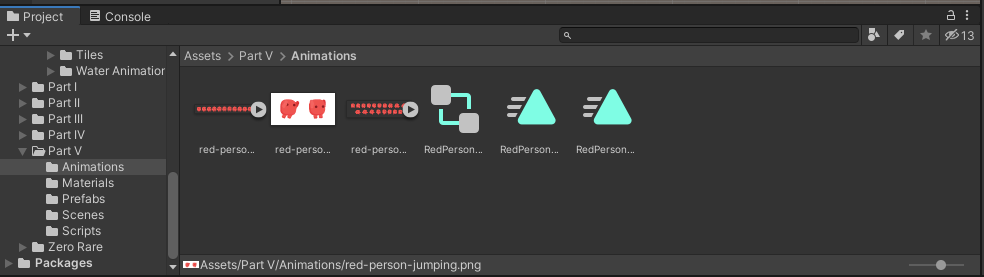 Project Console
13
Tiles
Water Animation
Part I
Part II
Part III
Part IV
Part V
Animations
Materials
Prefabs
Scenes
Scripts
Zero Rare
Packages
Assets > Part V > Animations
red-perso... red-perso... red-perso... RedPerson... RedPerson... RedPerson...
Assets/Part V/Animations/red-person-jumping.png